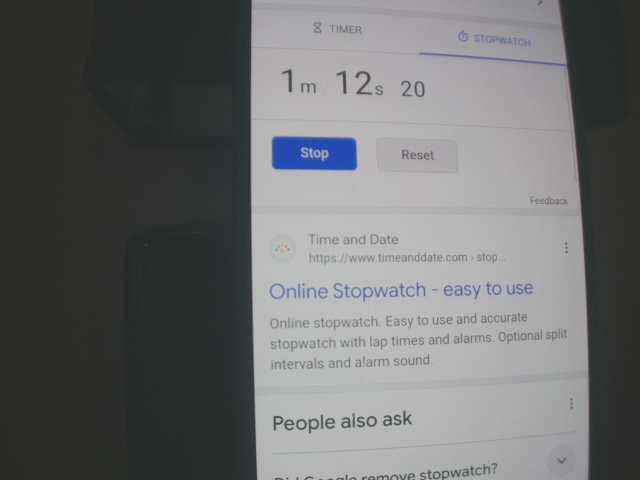 TIMER
STOPWATCH
1m 12s 20
Stop
Reset
Feedback
Time and Date
https://www.timeanddate.com › stop...
Online Stopwatch - easy to use
Online stopwatch. Easy to use and accurate
stopwatch with lap times and alarms. Optional split
intervals and alarm sound.
People also ask
Did Google remove stopwatch?